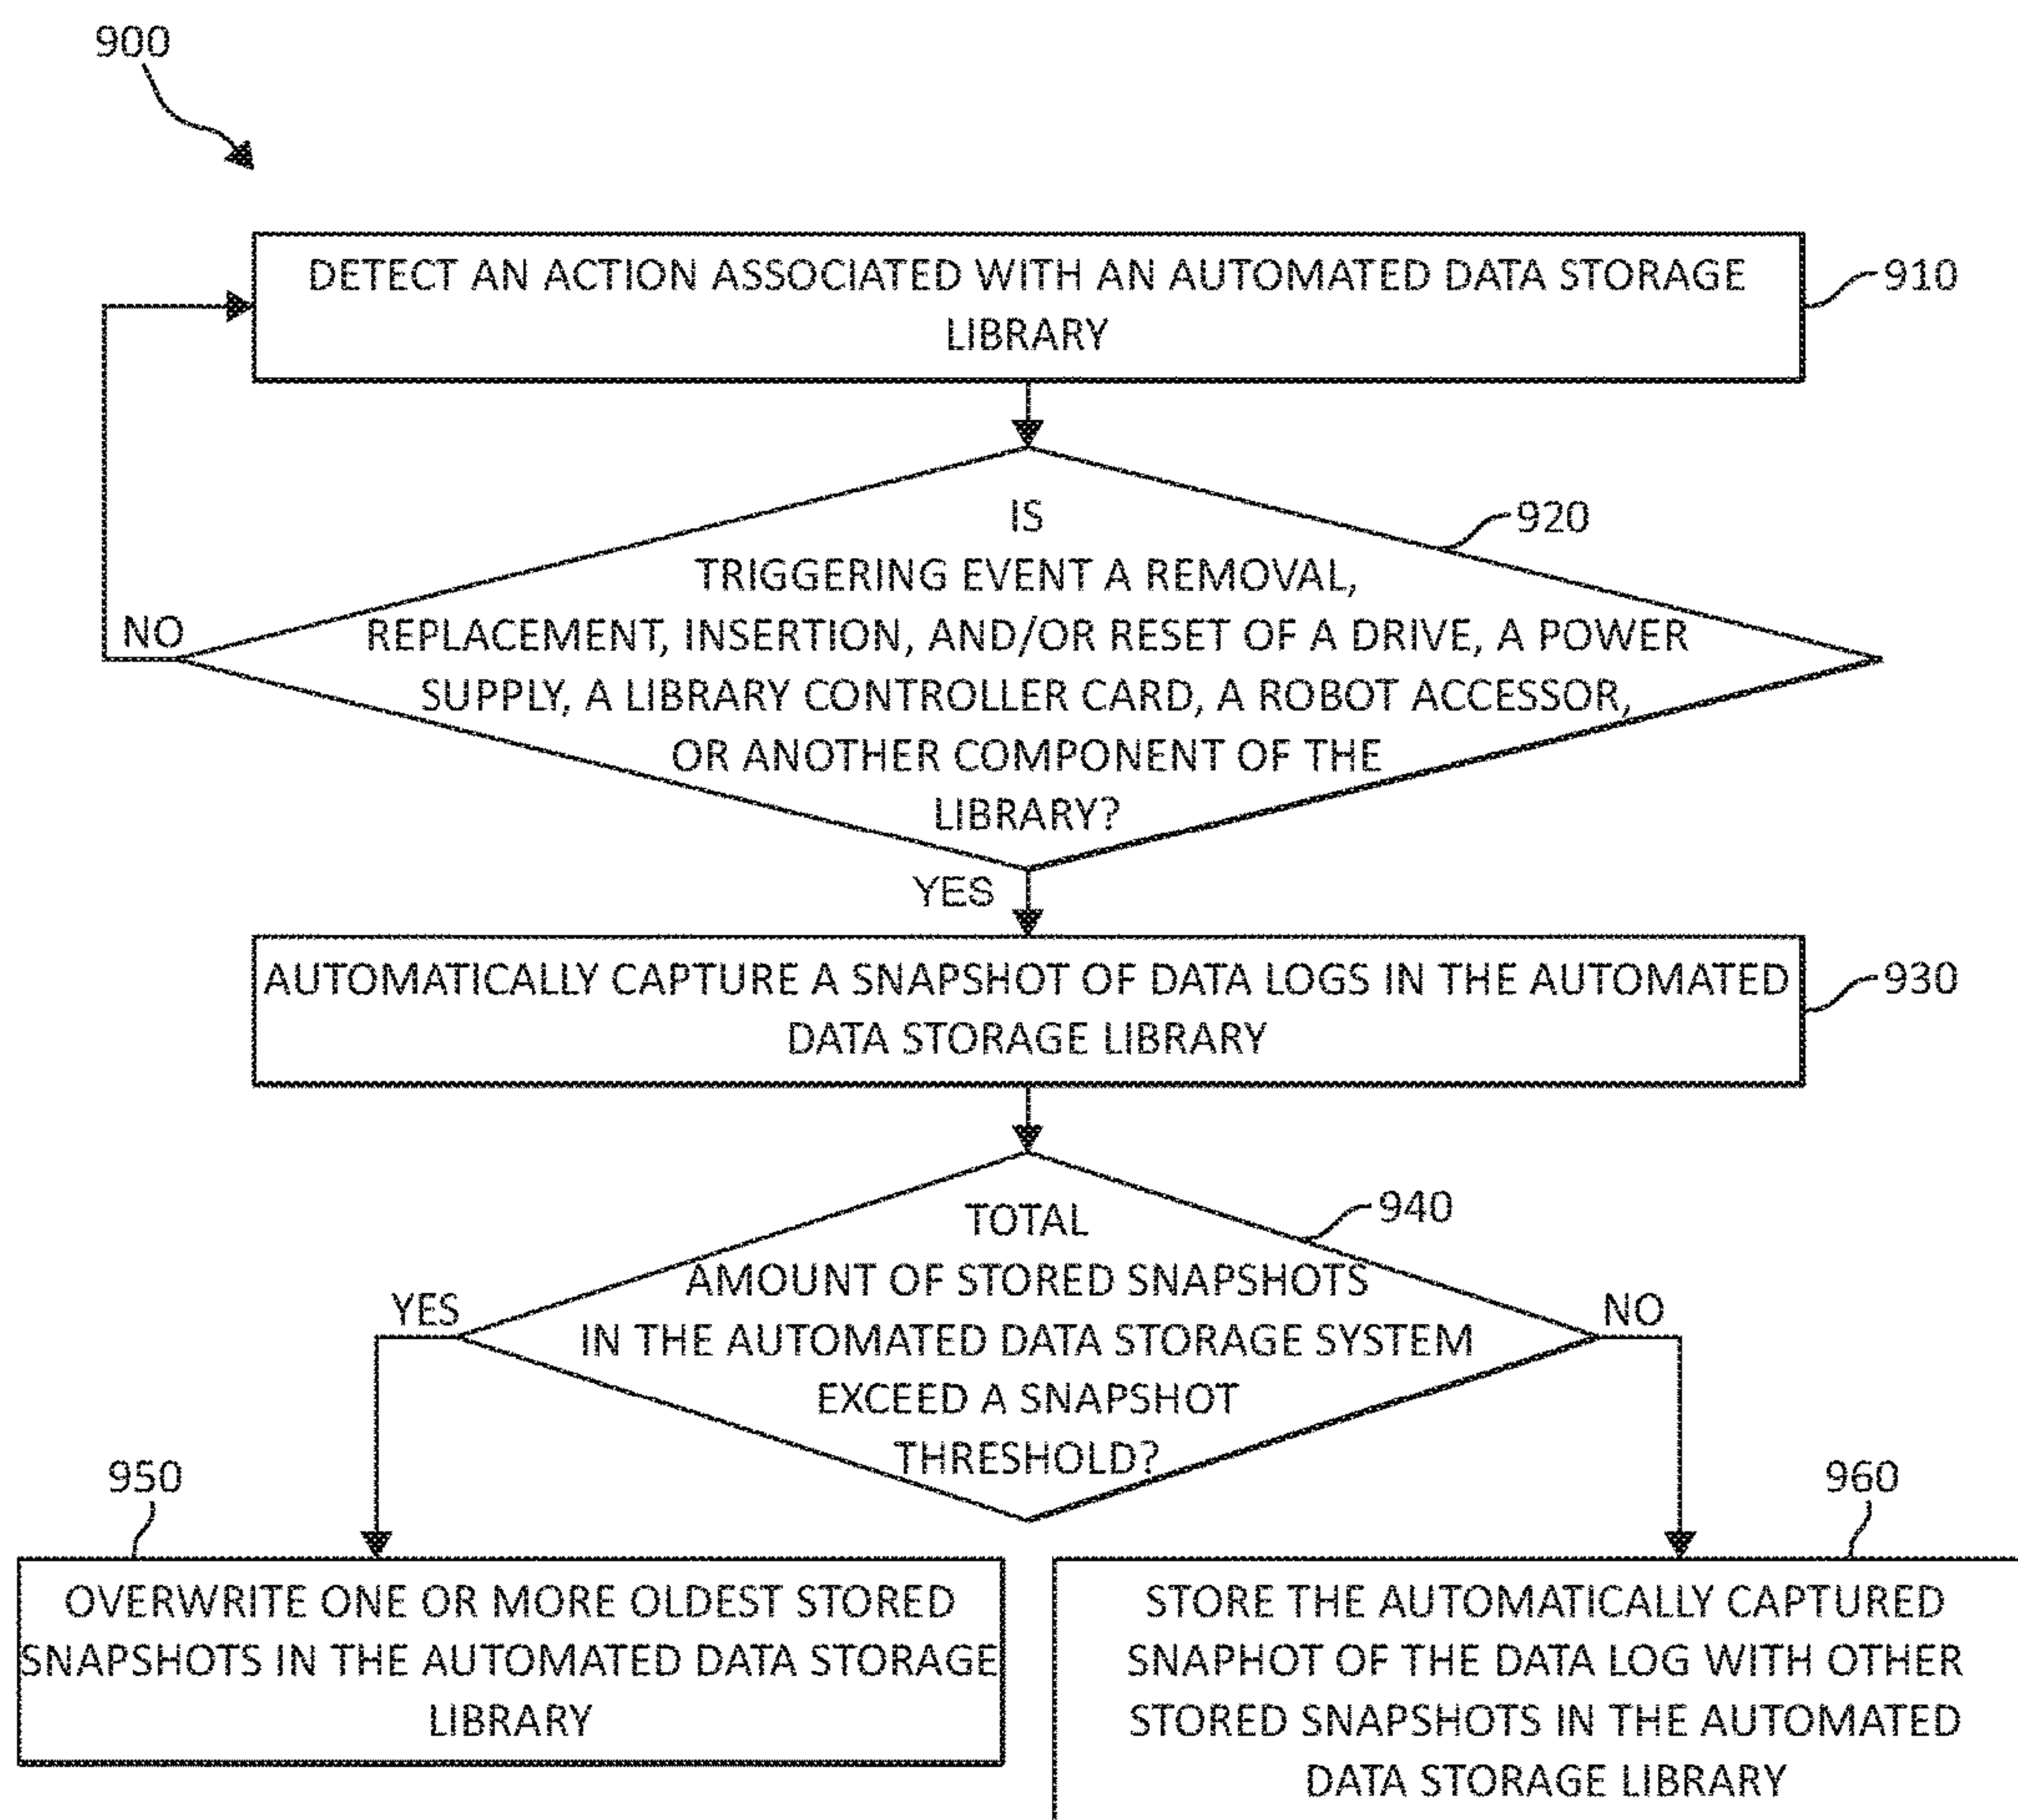 900
DETECT AN ACTION ASSOCIATED WITH AN AUTOMATED DATA STORAGE
LIBRARY
910
IS
920
TRIGGERING EVENT A REMOVAL,
NO
REPLACEMENT, INSERTION, AND/OR RESET OF A DRIVE, A POWER
SUPPLY, A LIBRARY CONTROLLER CARD, A ROBOT ACCESSOR,
OR ANOTHER COMPONENT OF THE
LIBRARY?
YES
AUTOMATICALLY CAPTURE A SNAPSHOT OF DATA LOGS IN THE AUTOMATED
DATA STORAGE LIBRARY
930
940
TOTAL
AMOUNT OF STORED SNAPSHOTS
YES
NO
IN THE AUTOMATED DATA STORAGE SYSTEM
EXCEED A SNAPSHOT
THRESHOLD?
950
960
OVERWRITE ONE OR MORE OLDEST STORED
SNAPSHOTS IN THE AUTOMATED DATA STORAGE
LIBRARY
STORE THE AUTOMATICALLY CAPTURED
SNAPHOT OF THE DATA LOG WITH OTHER
STORED SNAPSHOTS IN THE AUTOMATED
DATA STORAGE LIBRARY